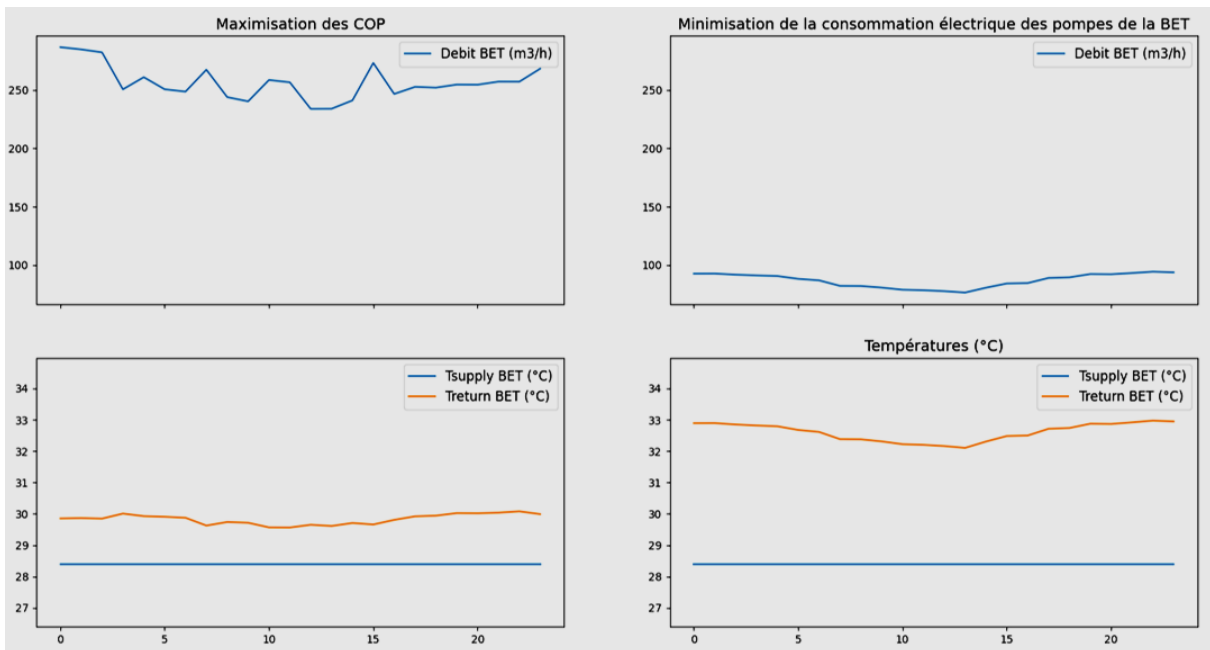 Maximisation des COP
Debit BET (m3/h)
250
200
150
100
Minimisation de la consommation électrique des pompes de la BET
Debit BET (m3/h)
250
200
150
100
Tsupply BET (°C)
Treturn BET (°C)
34
33
32
31
30
29
28
27
0 5 10 15 20
Températures (°C)
Tsupply BET (°C)
Treturn BET (°C)
34
33
32
31
30
29
28
27
0 5 10 15 20